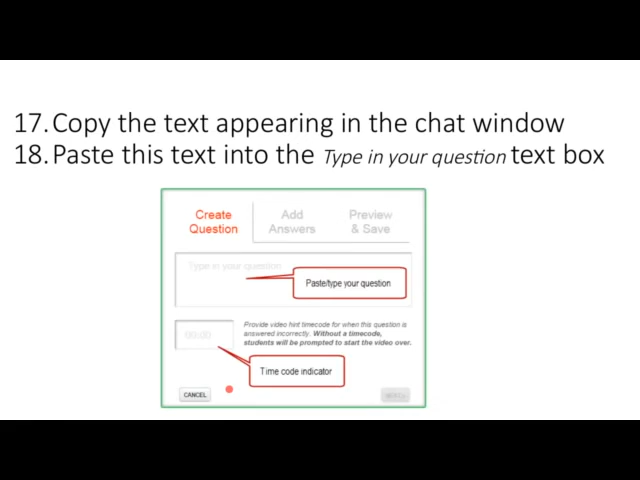 17. Copy the text appearing in the chat window
18. Paste this text into the Type in your question text box
Create Question
Add Answers
Preview & Save
Type in your question
Paste/type your question
00:00
Provide video hint timecode for when this question is
answered incorrectly. Without a timecode,
students will be prompted to start the video over.
Time code indicator
CANCEL